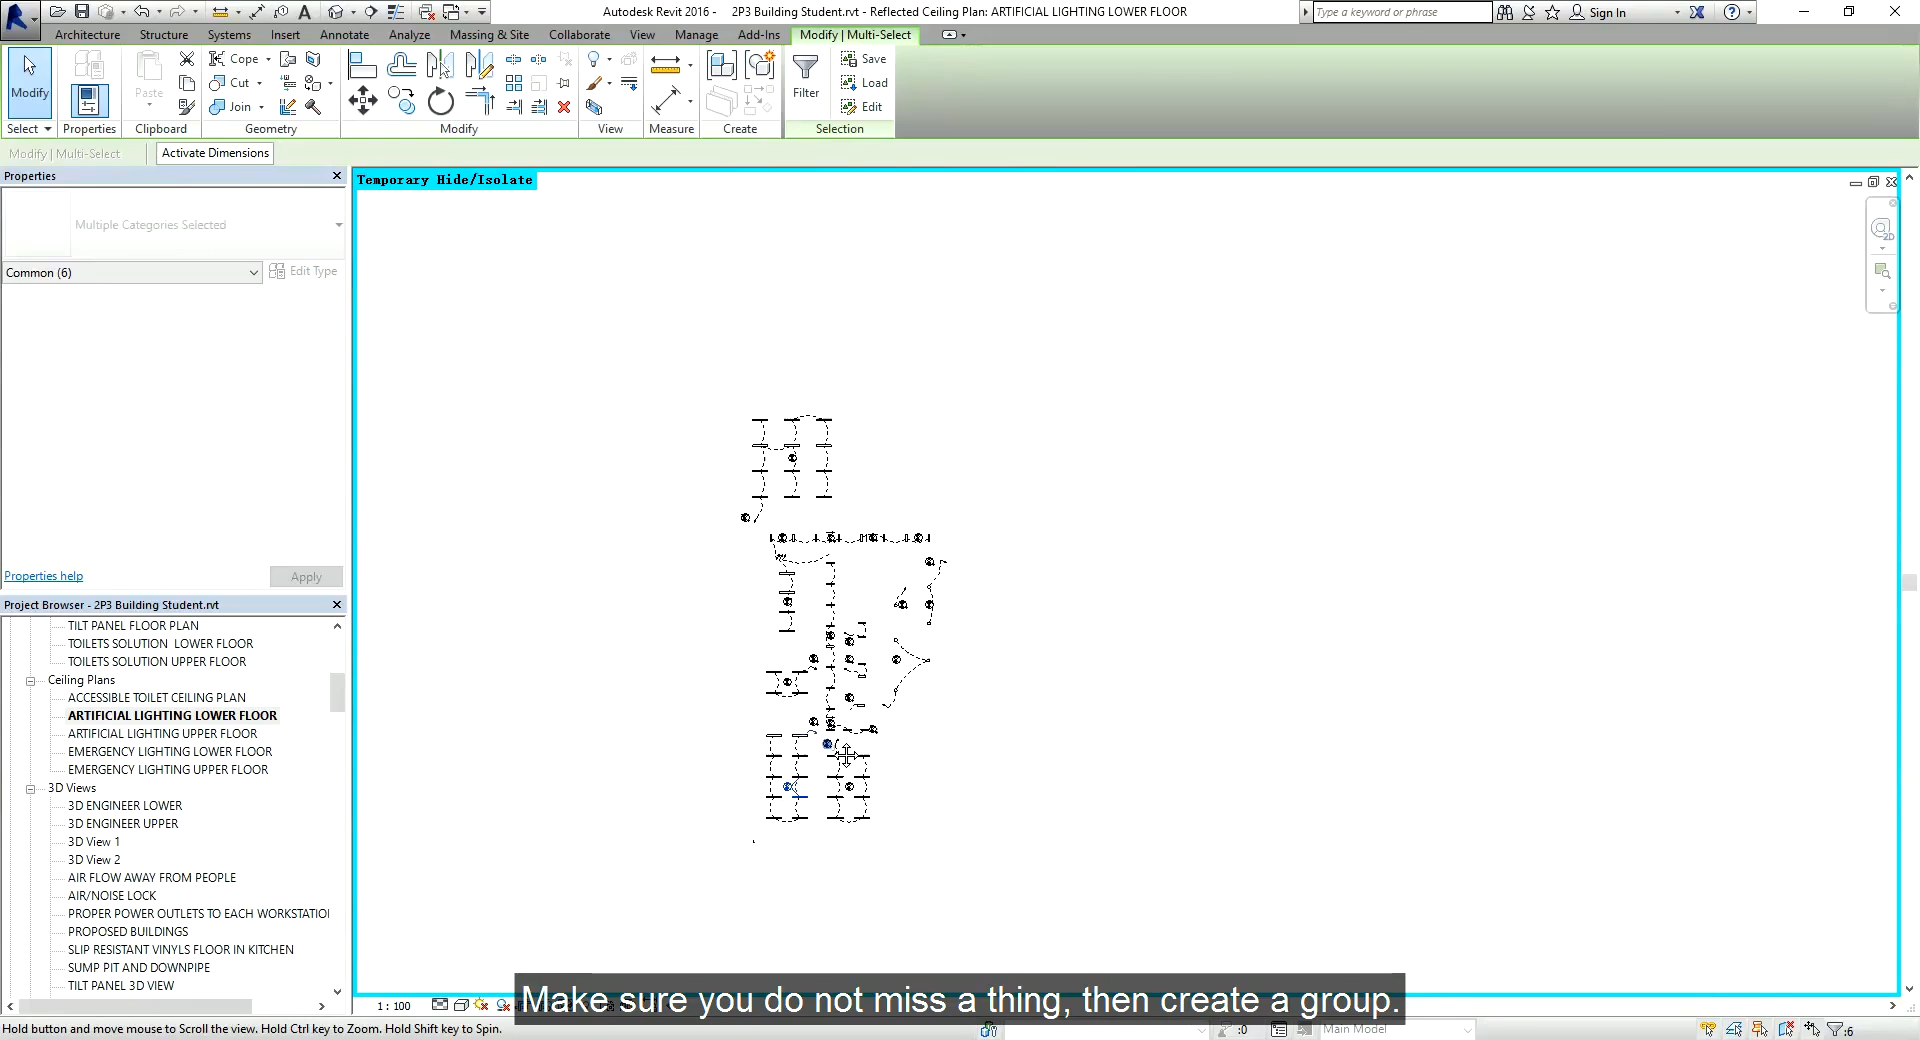 Autodesk Revit 2016 - 2P3 Building Student.rvt - Reflected Ceiling Plan: ARTIFICIAL LIGHTING LOWER FLOOR
Type a keyword or phrase
Sign In
Architecture Structure Systems Insert Annotate Analyze Massing & Site Collaborate View Manage Add-Ins Modify | Multi-Select
Modify
Paste
Cope
Cut
Join
Filter
Save
Load
Edit
Select Properties Clipboard Geometry Modify View Measure Create Selection
Modify | Multi-Select Activate Dimensions
Properties
Multiple Categories Selected
Common (6) Edit Type
Properties help Apply
Project Browser - 2P3 Building Student.rvt
TILT PANEL FLOOR PLAN
TOILETS SOLUTION LOWER FLOOR
TOILETS SOLUTION UPPER FLOOR
Ceiling Plans
ACCESSIBLE TOILET CEILING PLAN
ARTIFICIAL LIGHTING LOWER FLOOR
ARTIFICIAL LIGHTING UPPER FLOOR
EMERGENCY LIGHTING LOWER FLOOR
EMERGENCY LIGHTING UPPER FLOOR
3D Views
3D ENGINEER LOWER
3D ENGINEER UPPER
3D View 1
3D View 2
AIR FLOW AWAY FROM PEOPLE
AIR/NOISE LOCK
PROPER POWER OUTLETS TO EACH WORKSTATIO
PROPOSED BUILDINGS
SLIP RESISTANT VINYLS FLOOR IN KITCHEN
SUMP PIT AND DOWNPIPE
TILT PANEL 3D VIEW
Temporary Hide/Isolate
2D
1 : 100
Make sure you do not miss a thing, then create a group.
Hold button and move mouse to Scroll the view. Hold Ctrl key to Zoom. Hold Shift key to Spin.
:0
Main Model
:6